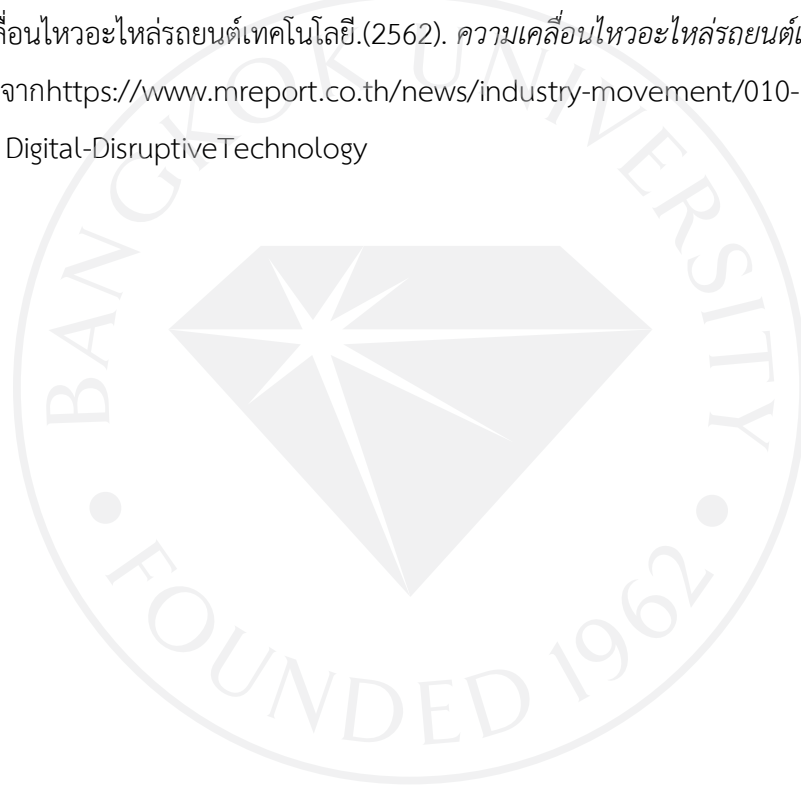 ลื่อนไหวอะไหล่รถยนต์เทคโนโลยี.(2562). ความเคลื่อนไหวอะไหล่รถยนต์เ
จากhttps://www.mreport.co.th/news/industry-movement/010-
Digital-DisruptiveTechnology
BANGKOK UNIVERSITY
FOUNDED 1962